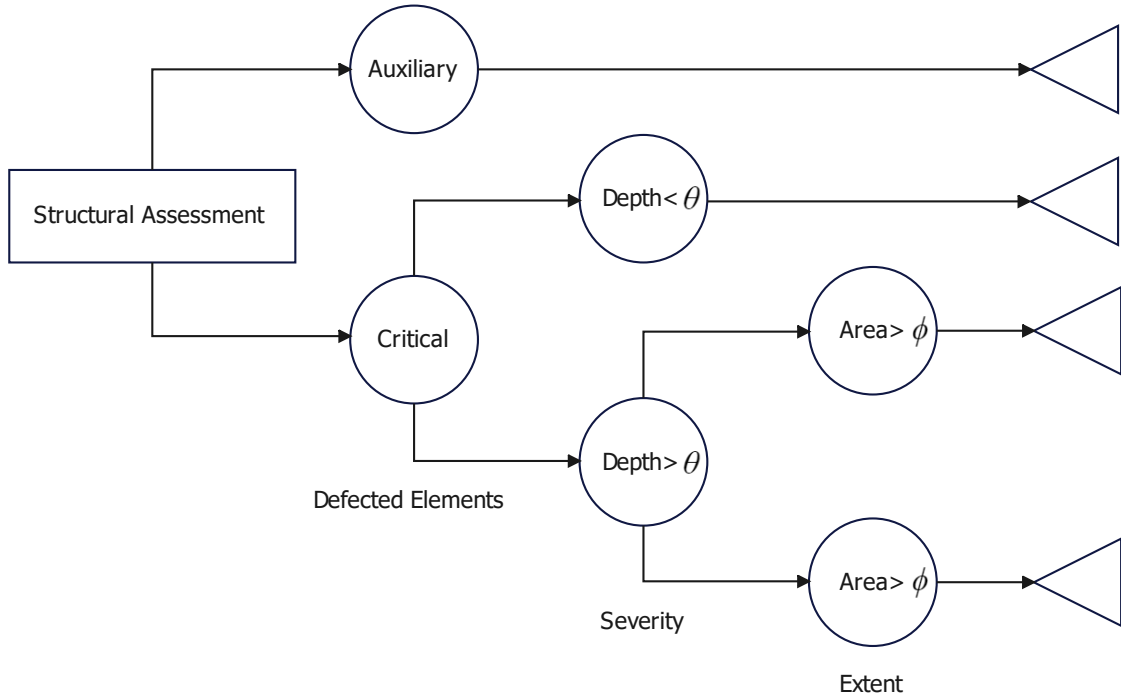 Auxiliary
Depth< θ
Structural Assessment
Area> ϕ
Critical
Depth> θ
Defected Elements
Area> ϕ
Severity
Extent